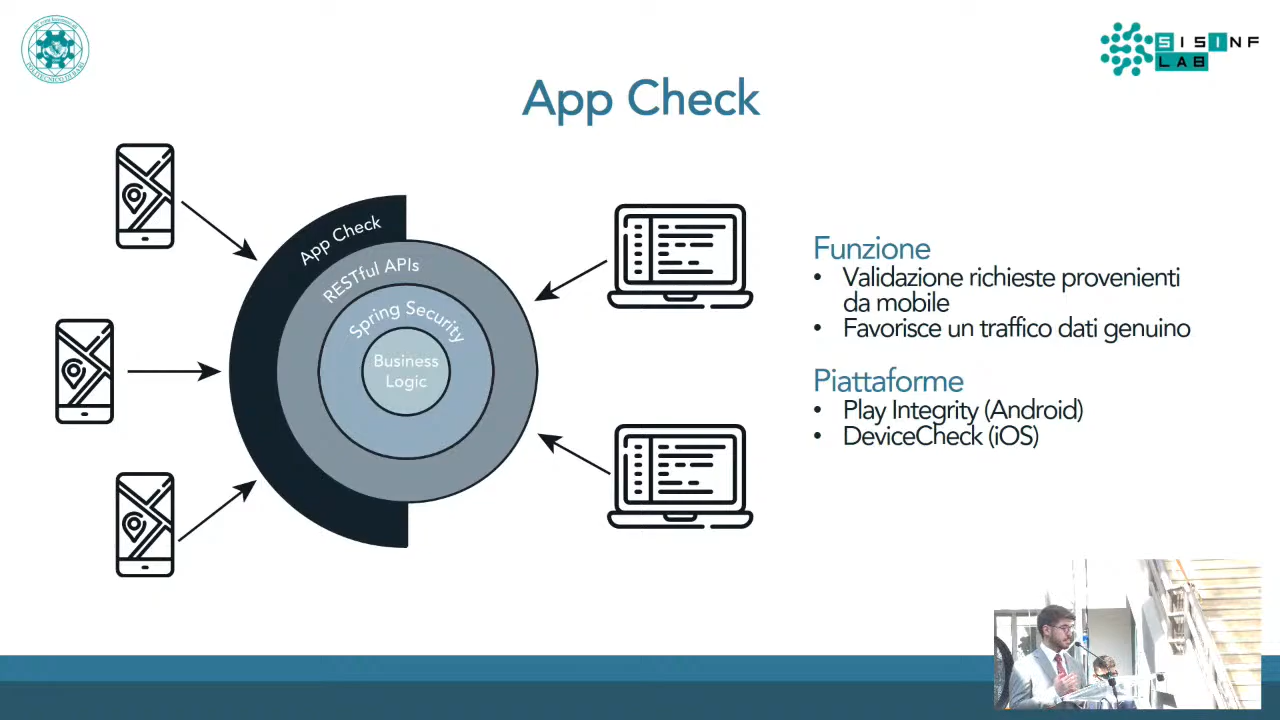 SISINF
LAB
App Check
App Check
RESTful APIs
Spring Security
Business
Logic
Funzione
• Validazione richieste provenienti
da mobile
• Favorisce un traffico dati genuino
Piattaforme
• Play Integrity (Android)
• DeviceCheck (iOS)